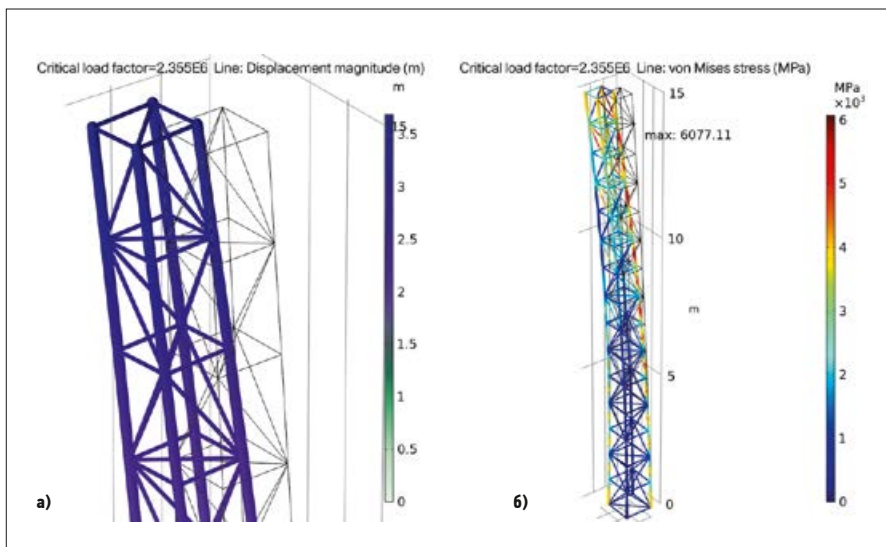 Critical load factor=2.355E6 Line: Displacement magnitude (m)
m
15
3.5
3
2.5
2
1.5
1
0.5
0
а)
Critical load factor=2.355E6 Line: von Mises stress (MPa)
MPa
×10³
15
max: 6077.11
10
m
5
0
6
5
4
3
2
1
0
б)